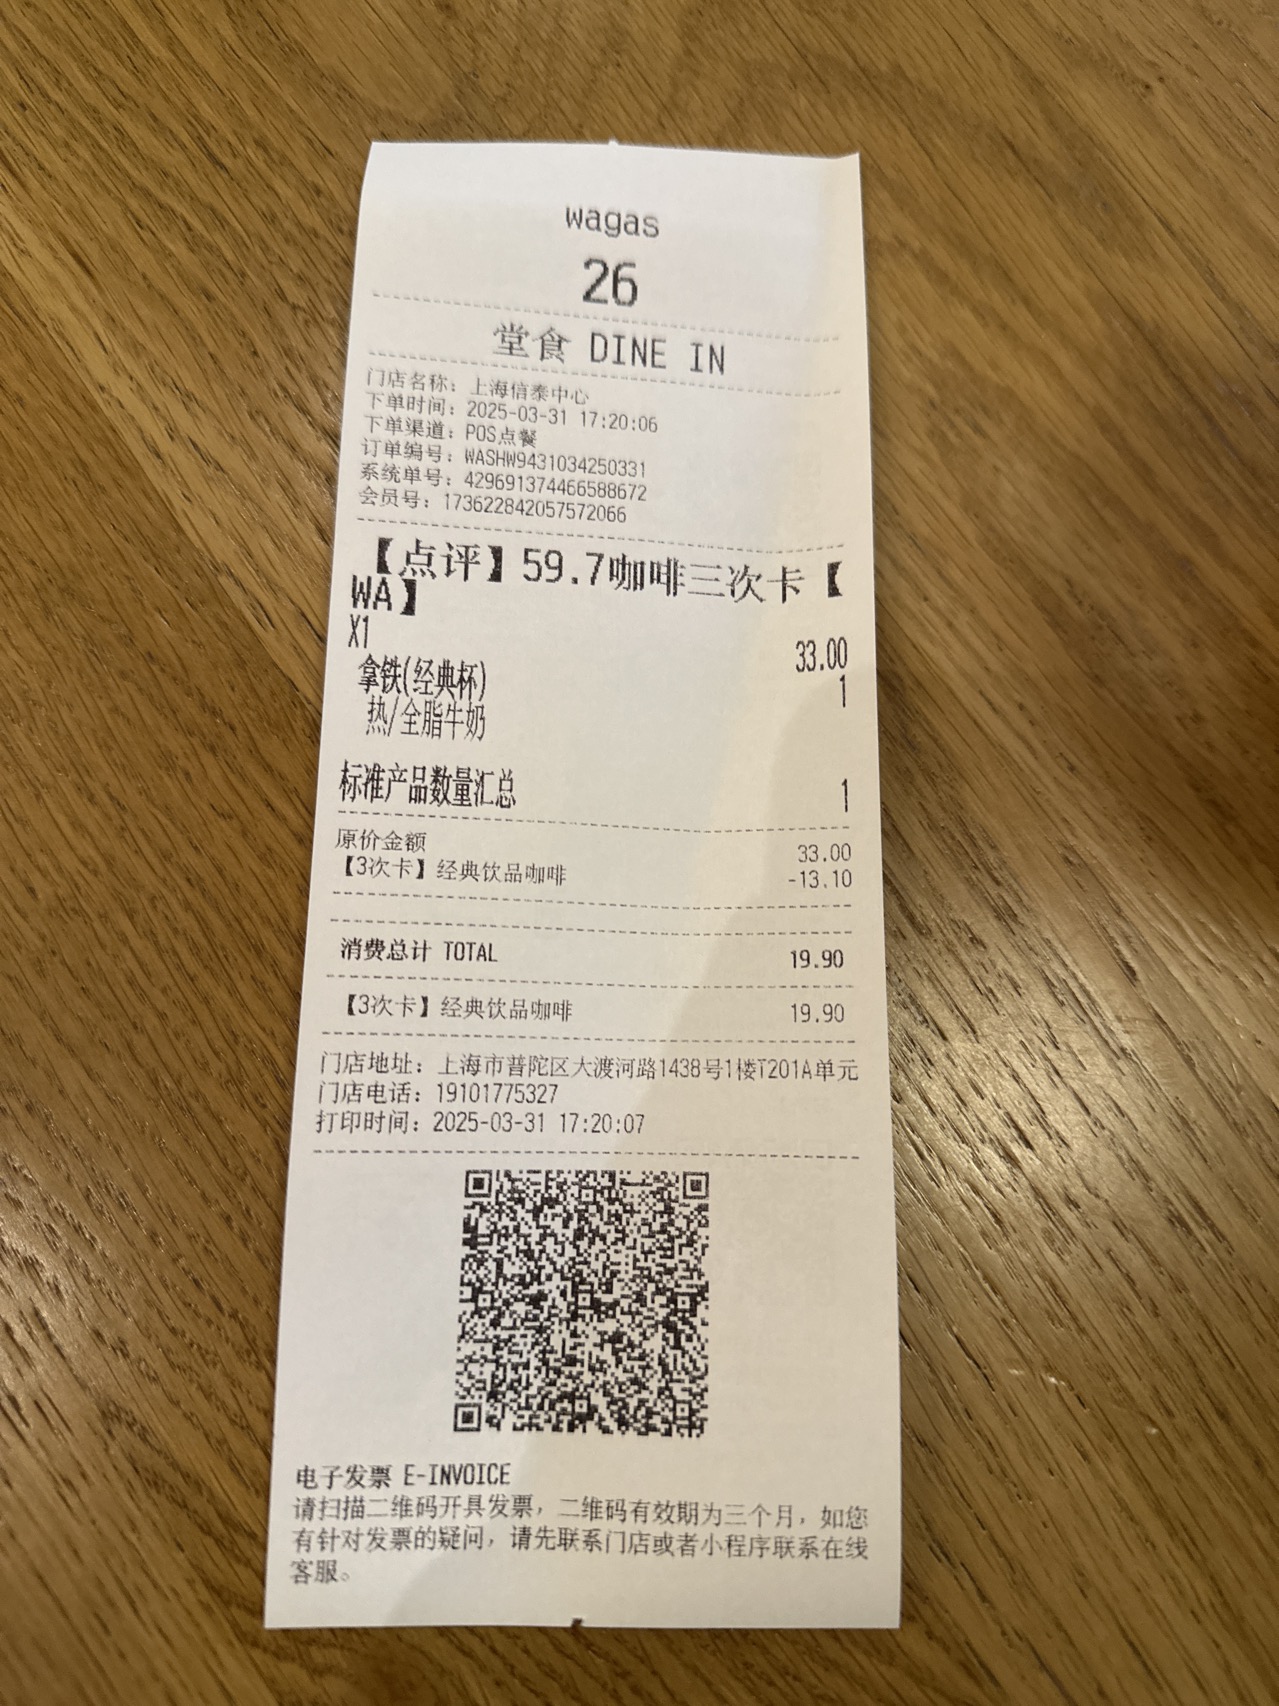 wagas
26
堂食 DINE IN
门店名称：上海信泰中心
下单时间：2025-03-31 17:20:06
下单渠道：POS点餐
订单编号：WASHW9431034250331
系统单号：429691374466588672
会员号：173622842057572066
【点评】59.7咖啡三次卡【
WA】
X1 33.00
拿铁(经典杯) 1
热/全脂牛奶
标准产品数量汇总 1
原价金额 33.00
【3次卡】经典饮品咖啡 -13.10
消费总计 TOTAL 19.90
【3次卡】经典饮品咖啡 19.90
门店地址：上海市普陀区大渡河路1438号1楼T201A单元
门店电话：19101775327
打印时间：2025-03-31 17:20:07
电子发票 E-INVOICE
请扫描二维码开具发票，二维码有效期为三个月，如您
有针对发票的疑问，请先联系门店或者小程序联系在线
客服。